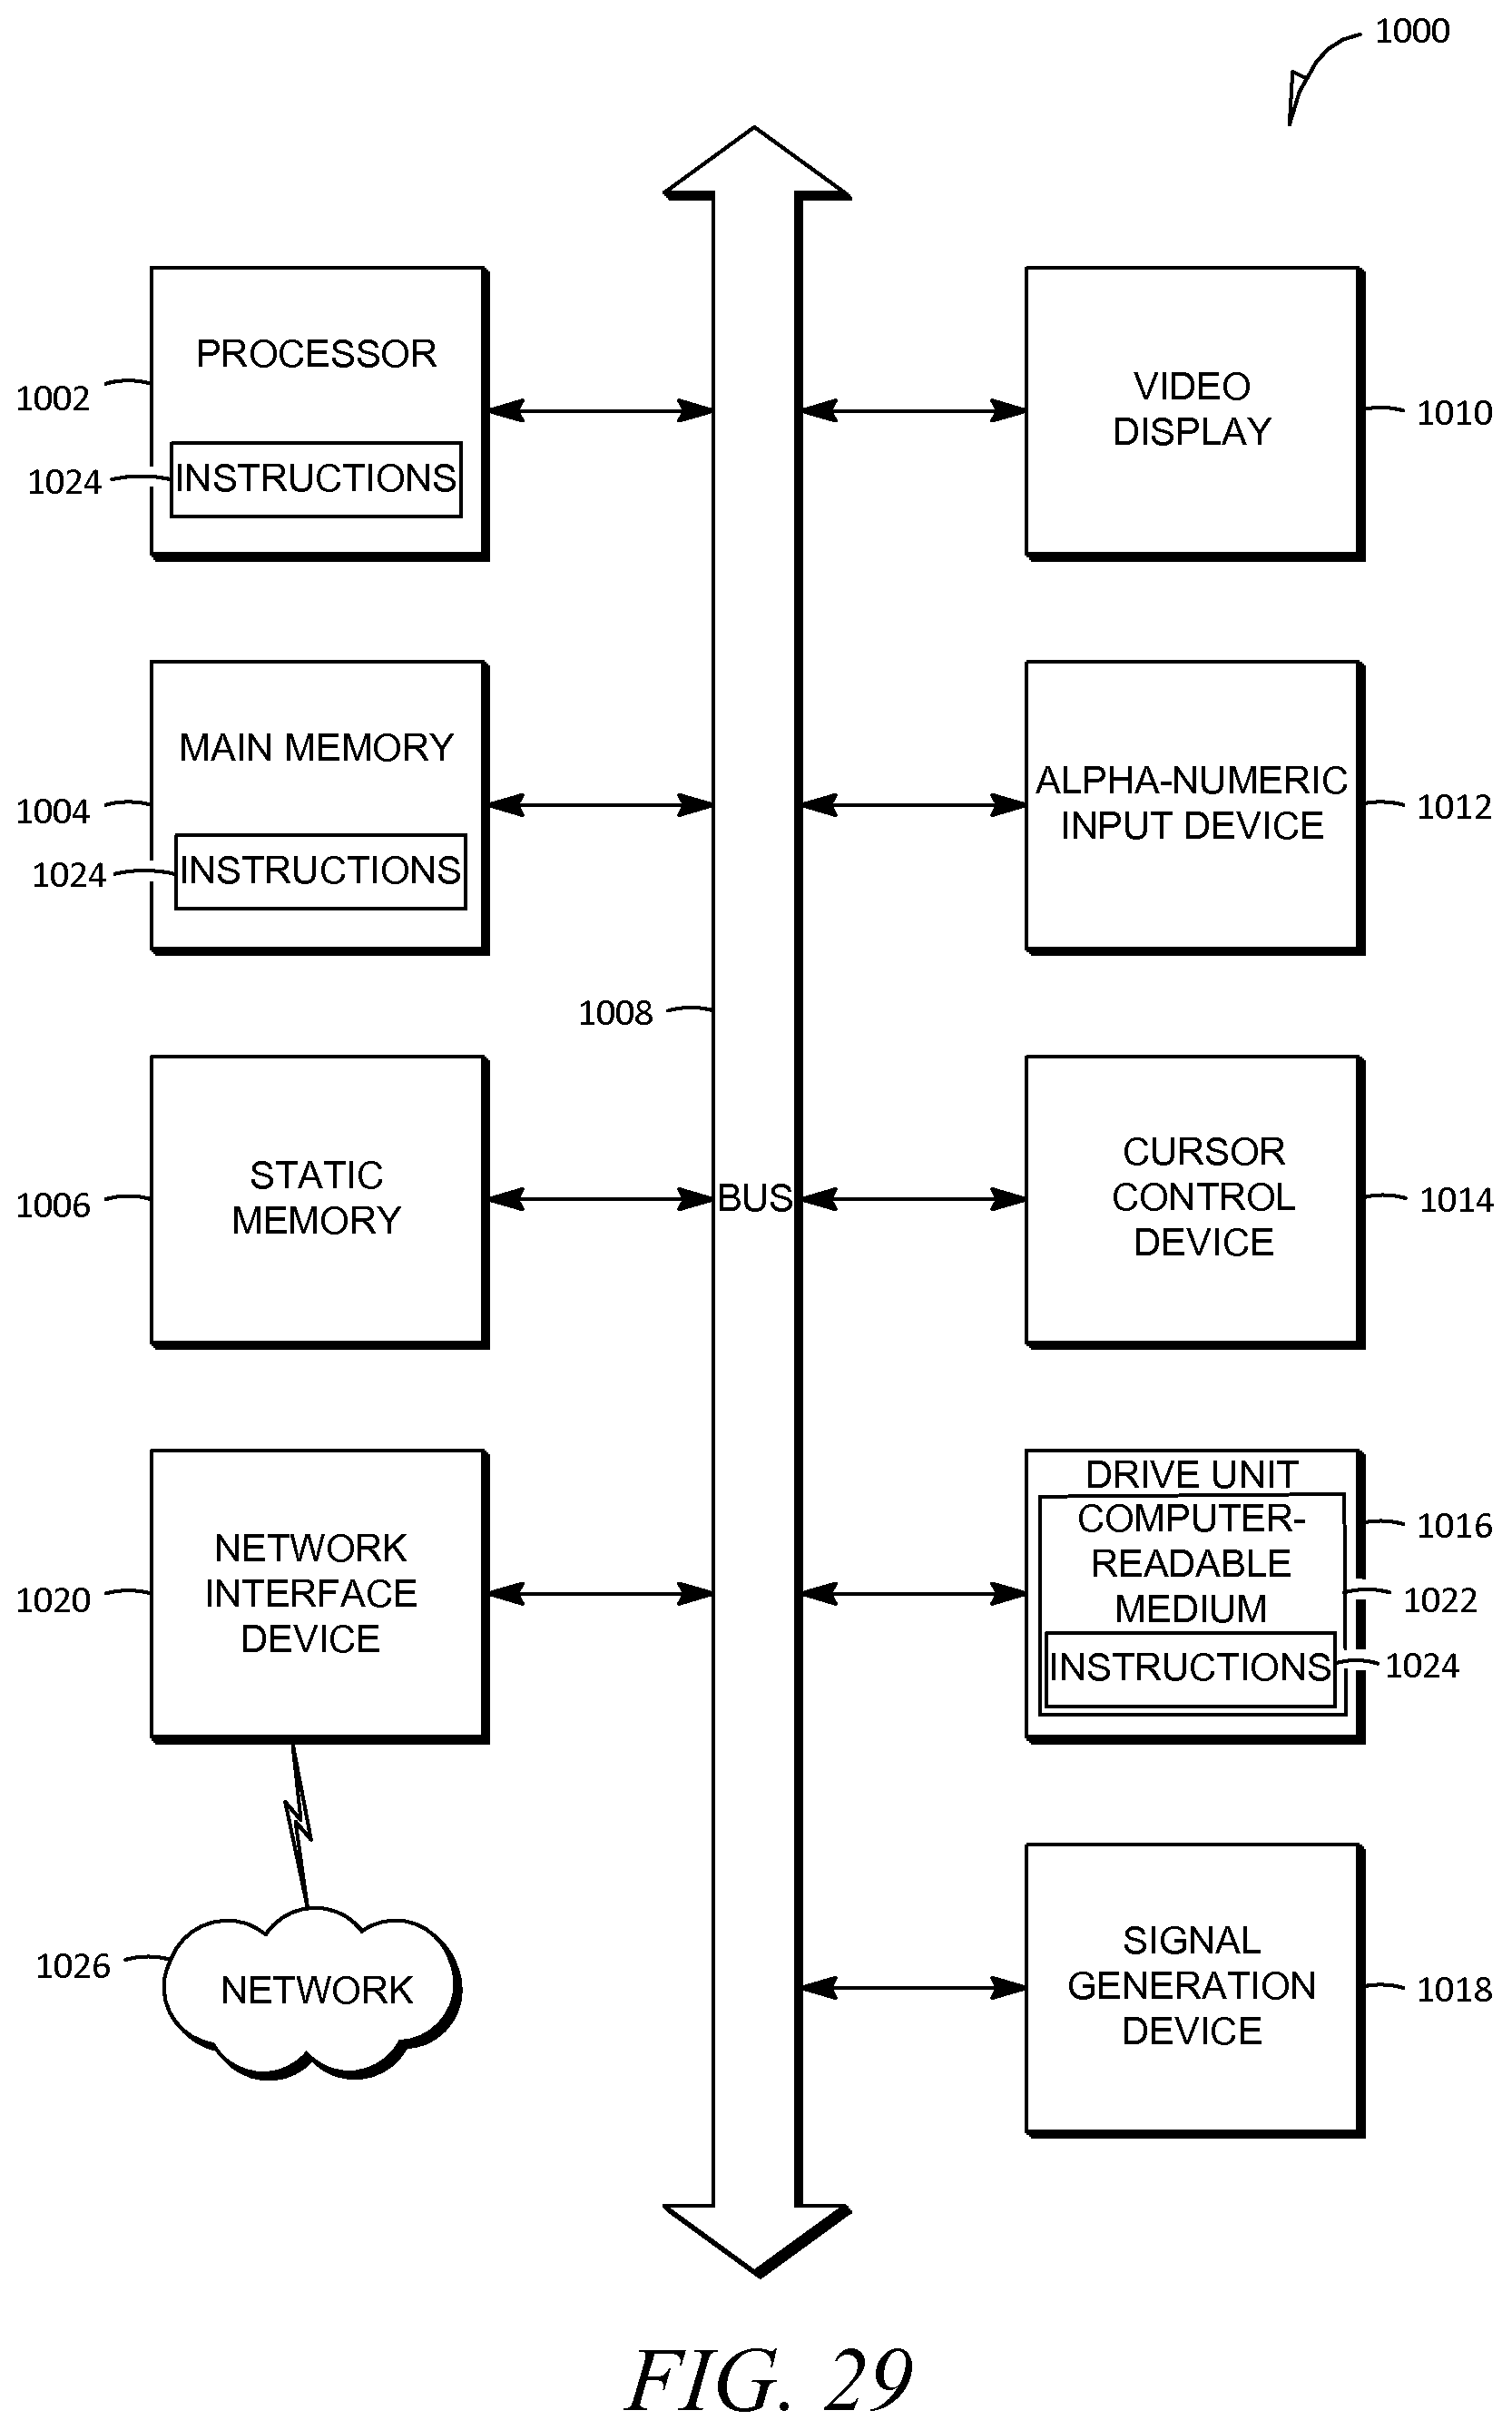 1000
PROCESSOR
1002
1024
INSTRUCTIONS
VIDEO
DISPLAY
1010
MAIN MEMORY
1004
1024
INSTRUCTIONS
ALPHA-NUMERIC
INPUT DEVICE
1012
1008
STATIC
MEMORY
1006
BUS
CURSOR
CONTROL
DEVICE
1014
NETWORK
INTERFACE
DEVICE
1020
DRIVE UNIT
COMPUTER-
READABLE
MEDIUM
INSTRUCTIONS
1016
1022
1024
1026
NETWORK
SIGNAL
GENERATION
DEVICE
1018
FIG. 29